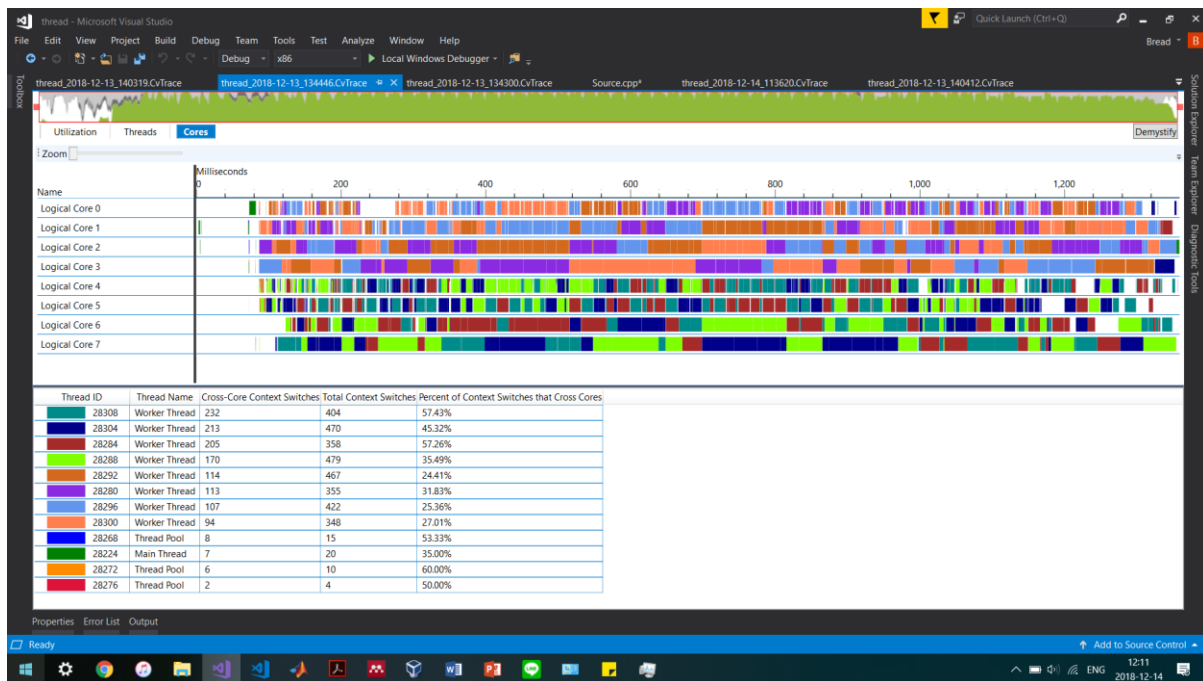 thread - Microsoft Visual Studio Quick Launch (Ctrl+Q)
File Edit View Project Build Debug Team Tools Test Analyze Window Help Bread B
Debug x86 Local Windows Debugger
Toolbox
thread_2018-12-13_140319.CvTrace thread_2018-12-13_134446.CvTrace thread_2018-12-13_134300.CvTrace Source.cpp* thread_2018-12-14_113620.CvTrace thread_2018-12-13_140412.CvTrace
Solution Explorer Team Explorer Diagnostic Tools
Utilization Threads Cores Demystify
Zoom
Milliseconds
Name 0 200 400 600 800 1,000 1,200
Logical Core 0
Logical Core 1
Logical Core 2
Logical Core 3
Logical Core 4
Logical Core 5
Logical Core 6
Logical Core 7
Thread ID Thread Name Cross-Core Context Switches Total Context Switches Percent of Context Switches that Cross Cores
28308 Worker Thread 232 404 57.43%
28304 Worker Thread 213 470 45.32%
28284 Worker Thread 205 358 57.26%
28288 Worker Thread 170 479 35.49%
28292 Worker Thread 114 467 24.41%
28280 Worker Thread 113 355 31.83%
28296 Worker Thread 107 422 25.36%
28300 Worker Thread 94 348 27.01%
28268 Thread Pool 8 15 53.33%
28224 Main Thread 7 20 35.00%
28272 Thread Pool 6 10 60.00%
28276 Thread Pool 2 4 50.00%
Properties Error List Output
Ready Add to Source Control
ENG 12:11
2018-12-14